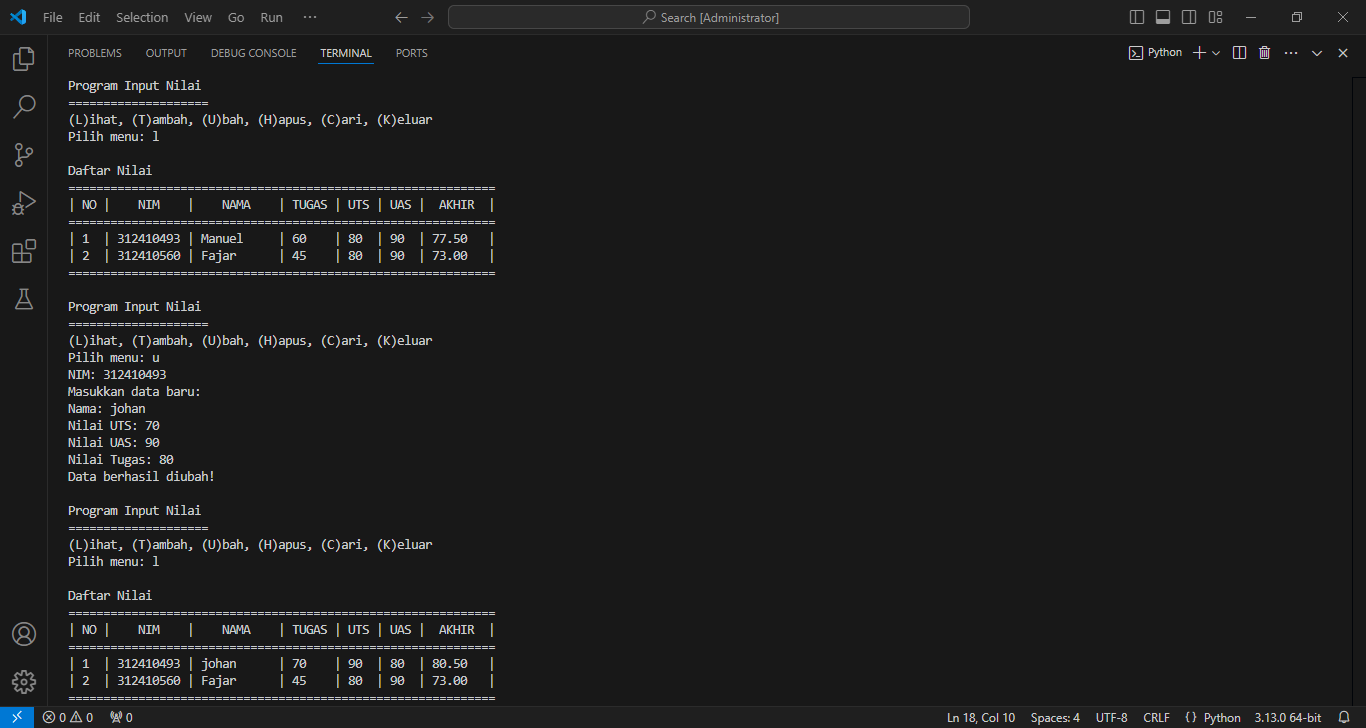 File Edit Selection View Go Run ··· Search [Administrator]
PROBLEMS OUTPUT DEBUG CONSOLE TERMINAL PORTS Python
Program Input Nilai
====================
(L)ihat, (T)ambah, (U)bah, (H)apus, (C)ari, (K)eluar
Pilih menu: l
Daftar Nilai
=============================================================
| NO |    NIM    |    NAMA    | TUGAS | UTS | UAS |  AKHIR  |
=============================================================
| 1  | 312410493 | Manuel     | 60    | 80  | 90  | 77.50   |
| 2  | 312410560 | Fajar      | 45    | 80  | 90  | 73.00   |
=============================================================
Program Input Nilai
====================
(L)ihat, (T)ambah, (U)bah, (H)apus, (C)ari, (K)eluar
Pilih menu: u
NIM: 312410493
Masukkan data baru:
Nama: johan
Nilai UTS: 70
Nilai UAS: 90
Nilai Tugas: 80
Data berhasil diubah!
Program Input Nilai
====================
(L)ihat, (T)ambah, (U)bah, (H)apus, (C)ari, (K)eluar
Pilih menu: l
Daftar Nilai
=============================================================
| NO |    NIM    |    NAMA    | TUGAS | UTS | UAS |  AKHIR  |
=============================================================
| 1  | 312410493 | johan      | 70    | 90  | 80  | 80.50   |
| 2  | 312410560 | Fajar      | 45    | 80  | 90  | 73.00   |
=============================================================
0 0 0 Ln 18, Col 10 Spaces: 4 UTF-8 CRLF {} Python 3.13.0 64-bit